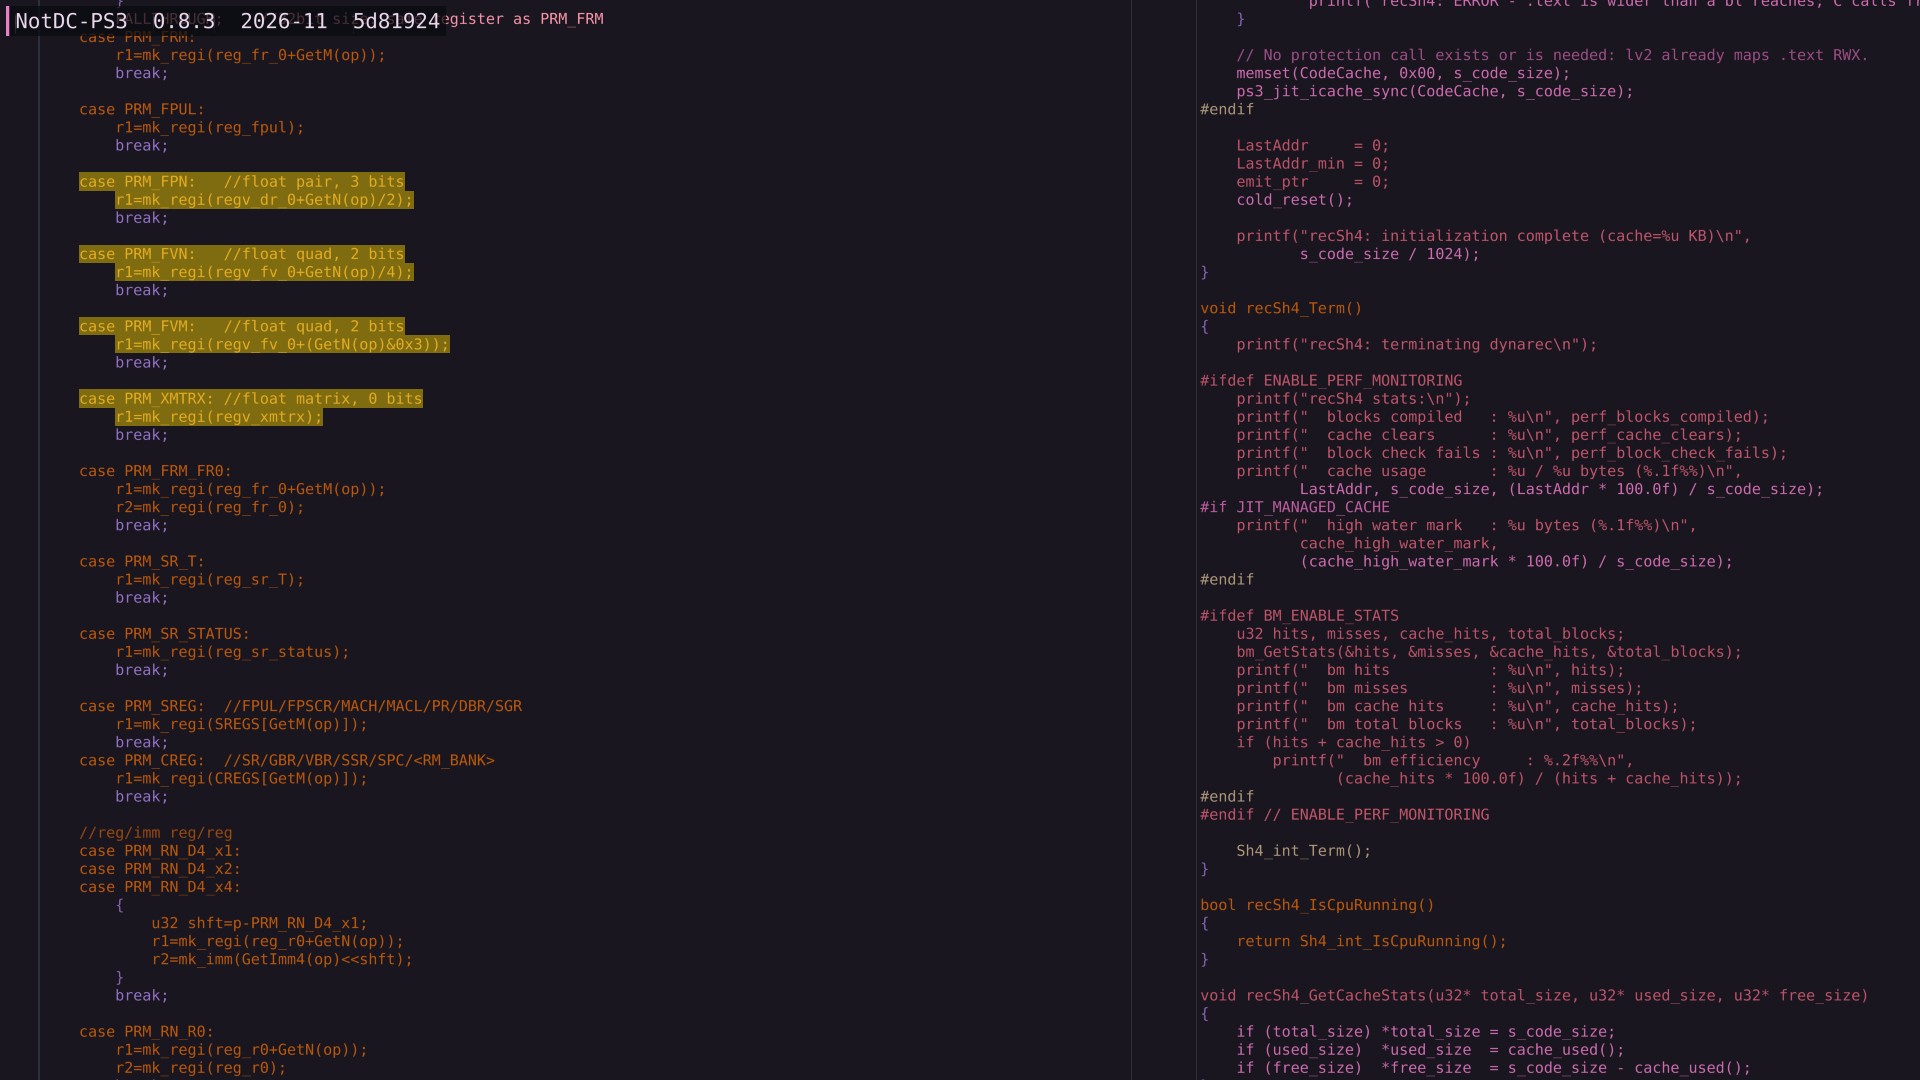 NotDC-PS3  0.8.3  2026-11  5d81924
register as PRM_FRM
case PRM_FRM:
r1=mk_regi(reg_fr_0+GetM(op));
break;
case PRM_FPUL:
r1=mk_regi(reg_fpul);
break;
case PRM_FPN:   //float pair, 3 bits
r1=mk_regi(regv_dr_0+GetN(op)/2);
break;
case PRM_FVN:   //float quad, 2 bits
r1=mk_regi(regv_fv_0+GetN(op)/4);
break;
case PRM_FVM:   //float quad, 2 bits
r1=mk_regi(regv_fv_0+(GetN(op)&0x3));
break;
case PRM_XMTRX: //float matrix, 0 bits
r1=mk_regi(regv_xmtrx);
break;
case PRM_FRM_FR0:
r1=mk_regi(reg_fr_0+GetM(op));
r2=mk_regi(reg_fr_0);
break;
case PRM_SR_T:
r1=mk_regi(reg_sr_T);
break;
case PRM_SR_STATUS:
r1=mk_regi(reg_sr_status);
break;
case PRM_SREG:  //FPUL/FPSCR/MACH/MACL/PR/DBR/SGR
r1=mk_regi(SREGS[GetM(op)]);
break;
case PRM_CREG:  //SR/GBR/VBR/SSR/SPC/<RM_BANK>
r1=mk_regi(CREGS[GetM(op)]);
break;
//reg/imm reg/reg
case PRM_RN_D4_x1:
case PRM_RN_D4_x2:
case PRM_RN_D4_x4:
{
u32 shft=p-PRM_RN_D4_x1;
r1=mk_regi(reg_r0+GetN(op));
r2=mk_imm(GetImm4(op)<<shft);
}
break;
case PRM_RN_R0:
r1=mk_regi(reg_r0+GetN(op));
r2=mk_regi(reg_r0);
printf("recSh4: ERROR - .text is wider than a bl reaches, C calls
}
// No protection call exists or is needed: lv2 already maps .text RWX.
memset(CodeCache, 0x00, s_code_size);
ps3_jit_icache_sync(CodeCache, s_code_size);
#endif
LastAddr     = 0;
LastAddr_min = 0;
emit_ptr     = 0;
cold_reset();
printf("recSh4: initialization complete (cache=%u KB)\n",
s_code_size / 1024);
}
void recSh4_Term()
{
printf("recSh4: terminating dynarec\n");
#ifdef ENABLE_PERF_MONITORING
printf("recSh4 stats:\n");
printf("  blocks compiled   : %u\n", perf_blocks_compiled);
printf("  cache clears      : %u\n", perf_cache_clears);
printf("  block check fails : %u\n", perf_block_check_fails);
printf("  cache usage       : %u / %u bytes (%.1f%%)\n",
LastAddr, s_code_size, (LastAddr * 100.0f) / s_code_size);
#if JIT_MANAGED_CACHE
printf("  high water mark   : %u bytes (%.1f%%)\n",
cache_high_water_mark,
(cache_high_water_mark * 100.0f) / s_code_size);
#endif
#ifdef BM_ENABLE_STATS
u32 hits, misses, cache_hits, total_blocks;
bm_GetStats(&hits, &misses, &cache_hits, &total_blocks);
printf("  bm hits           : %u\n", hits);
printf("  bm misses         : %u\n", misses);
printf("  bm cache hits     : %u\n", cache_hits);
printf("  bm total blocks   : %u\n", total_blocks);
if (hits + cache_hits > 0)
printf("  bm efficiency     : %.2f%%\n",
(cache_hits * 100.0f) / (hits + cache_hits));
#endif
#endif // ENABLE_PERF_MONITORING
Sh4_int_Term();
}
bool recSh4_IsCpuRunning()
{
return Sh4_int_IsCpuRunning();
}
void recSh4_GetCacheStats(u32* total_size, u32* used_size, u32* free_size)
{
if (total_size) *total_size = s_code_size;
if (used_size)  *used_size  = cache_used();
if (free_size)  *free_size  = s_code_size - cache_used();